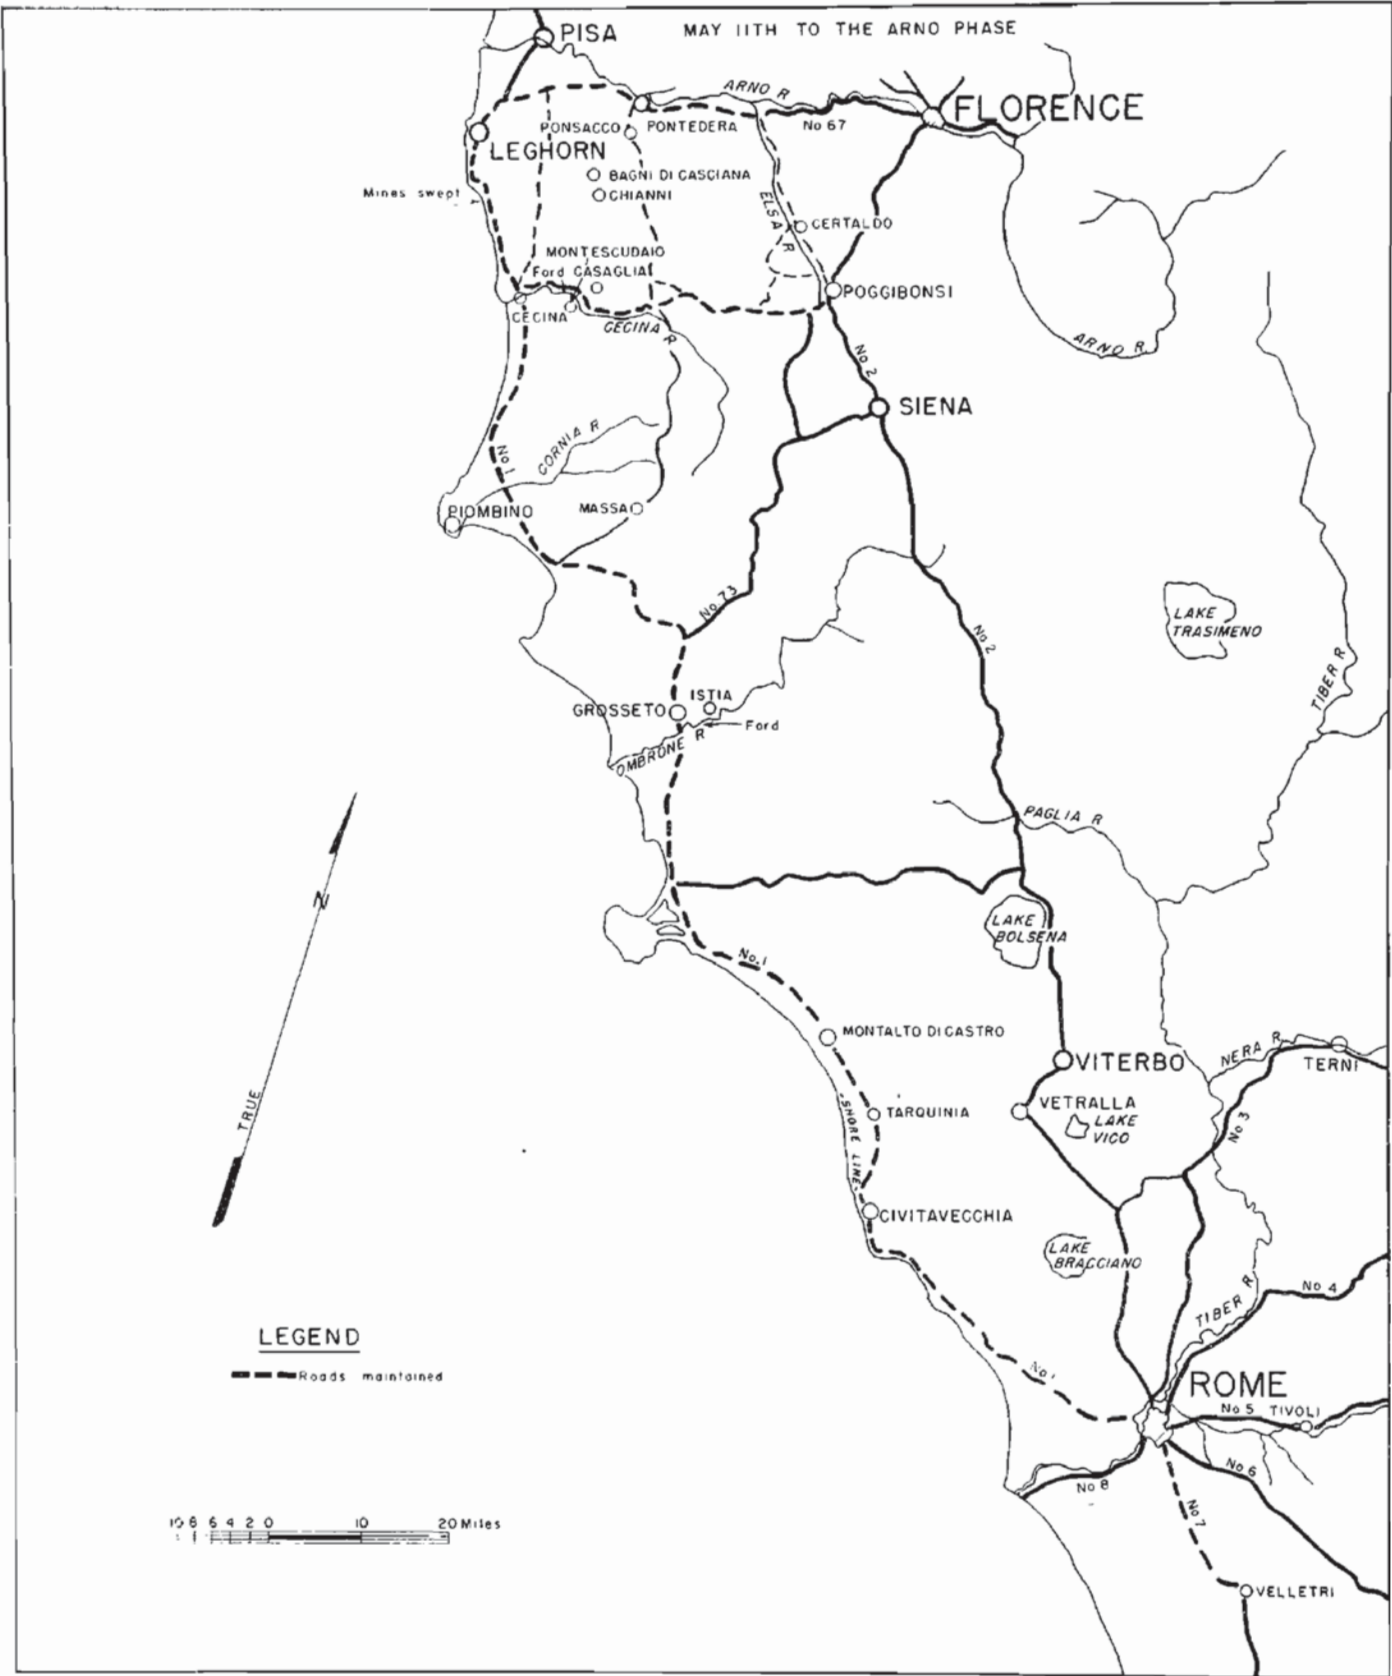 MAY 11TH TO THE ARNO PHASE
PISA
ARNO R
FLORENCE
No 67
PONSACCO
PONTEDERA
LEGHORN
BAGNI DI CASCIANA
CHIANNI
Mines swept
ELSA R
CERTALDO
MONTESCUDAIO
Ford
CASAGLIA
POGGIBONSI
CECINA
CECINA R
ARNO R
No 2
SIENA
CORNIA R
No 1
PIOMBINO
MASSA
No 73
LAKE
TRASIMENO
No 2
TIBER R
ISTIA
GROSSETO
Ford
OMBRONE R
PAGLIA R
N
TRUE
LAKE
BOLSENA
No. 1
MONTALTO DI CASTRO
VITERBO
NERA R
TERNI
VETRALLA
LAKE
VICO
No 3
TARQUINIA
-SHORE LINE-
CIVITAVECCHIA
LAKE
BRACCIANO
TIBER R
No 4
LEGEND
Roads maintained
No 1
ROME
No 5
TIVOLI
No 6
No 8
No 7
10 8 6 4 2 0 10 20 Miles
VELLETRI